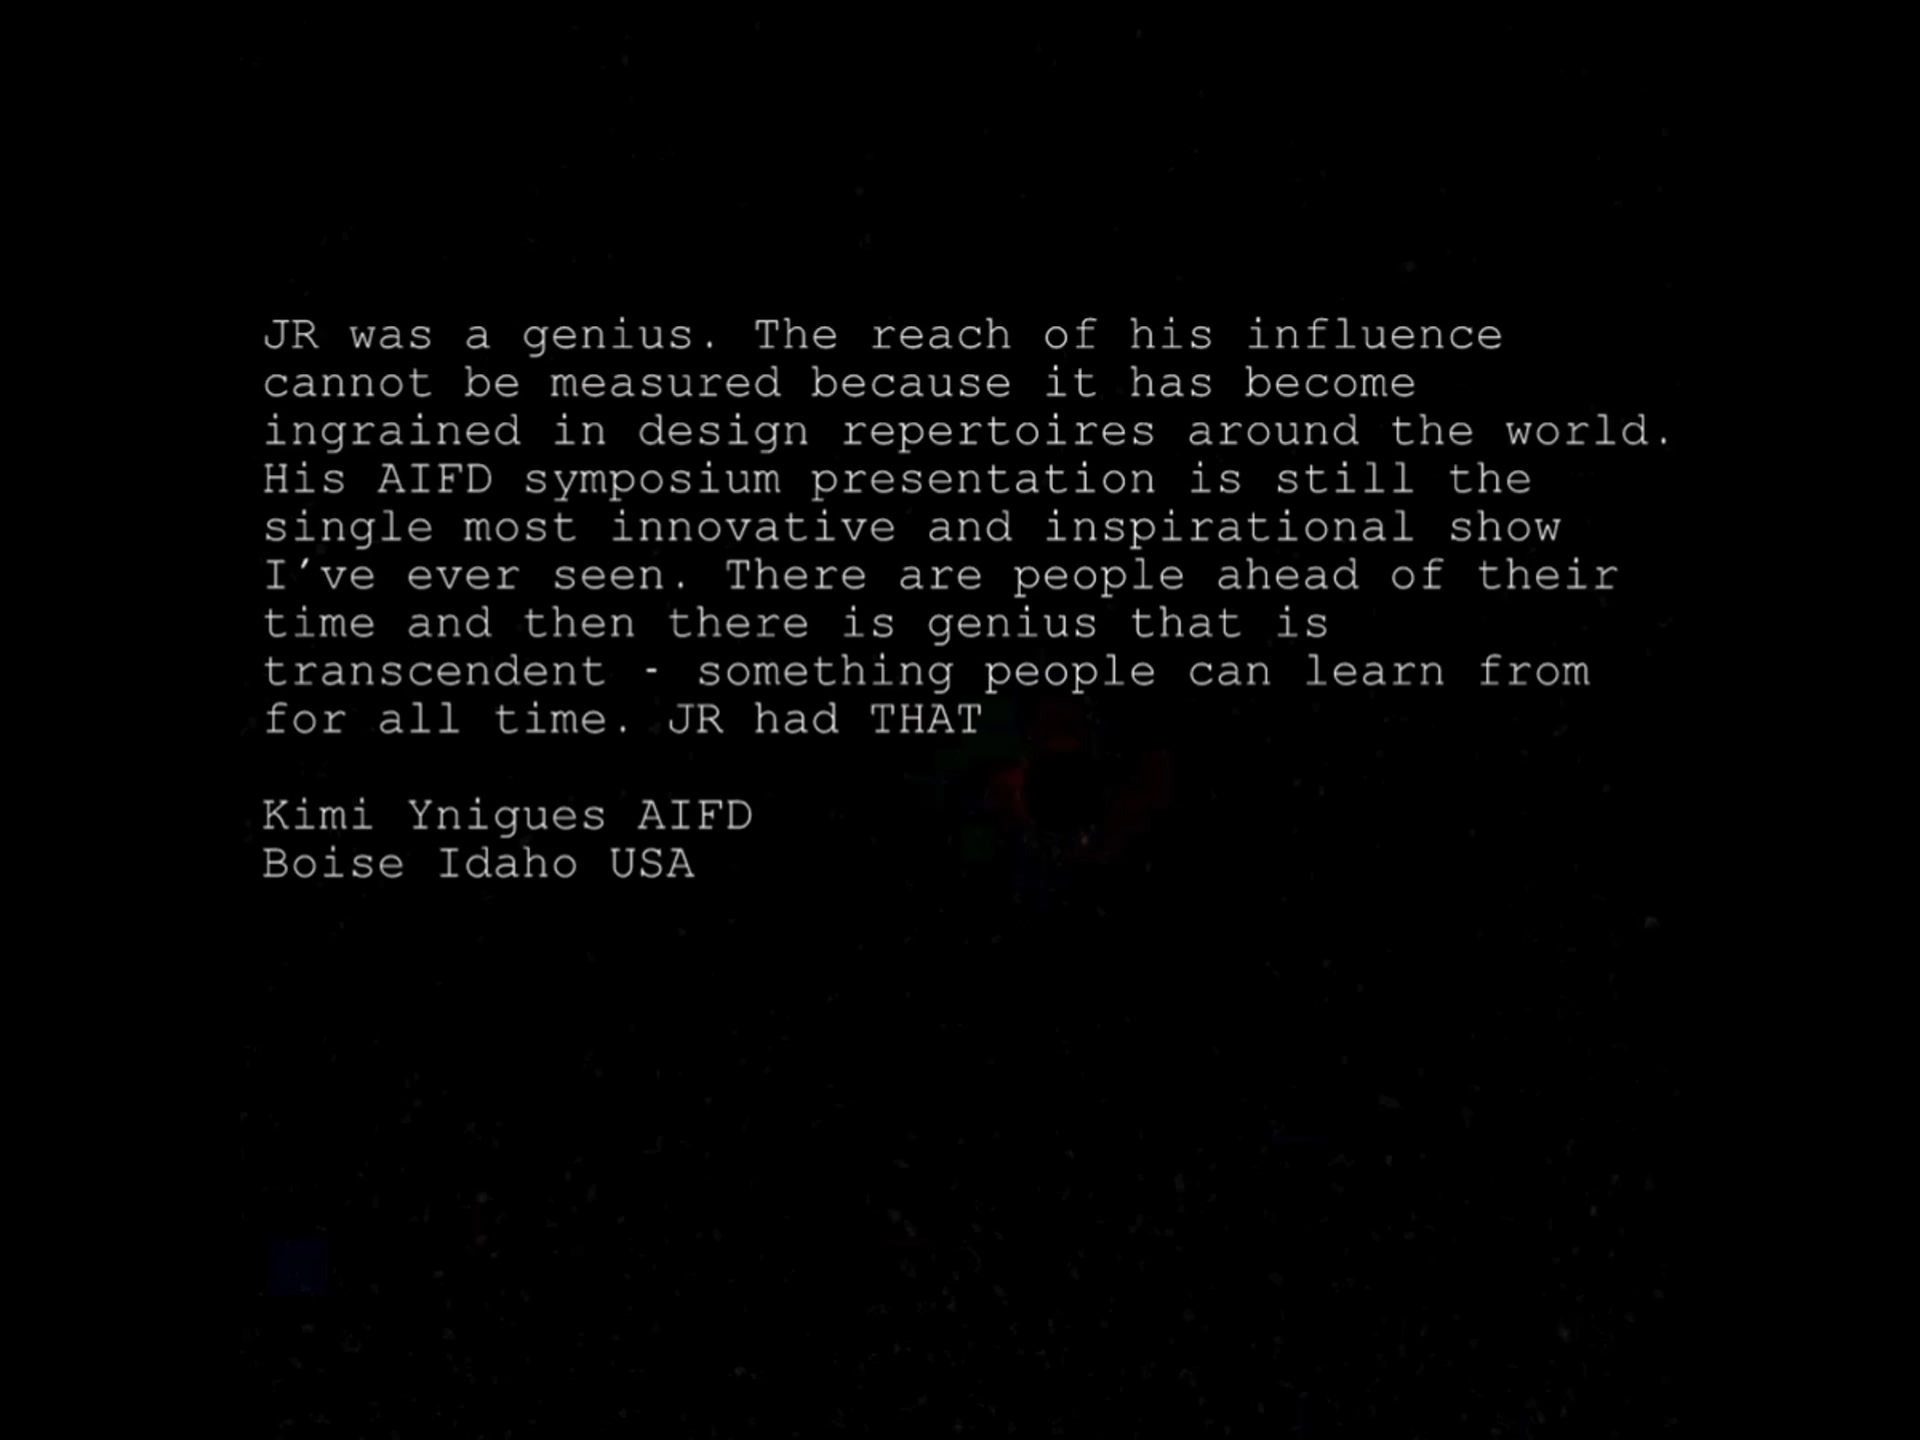 JR was a genius. The reach of his influence
cannot be measured because it has become
ingrained in design repertoires around the world.
His AIFD symposium presentation is still the
single most innovative and inspirational show
I've ever seen. There are people ahead of their
time and then there is genius that is
transcendent - something people can learn from
for all time. JR had THAT
Kimi Ynigues AIFD
Boise Idaho USA